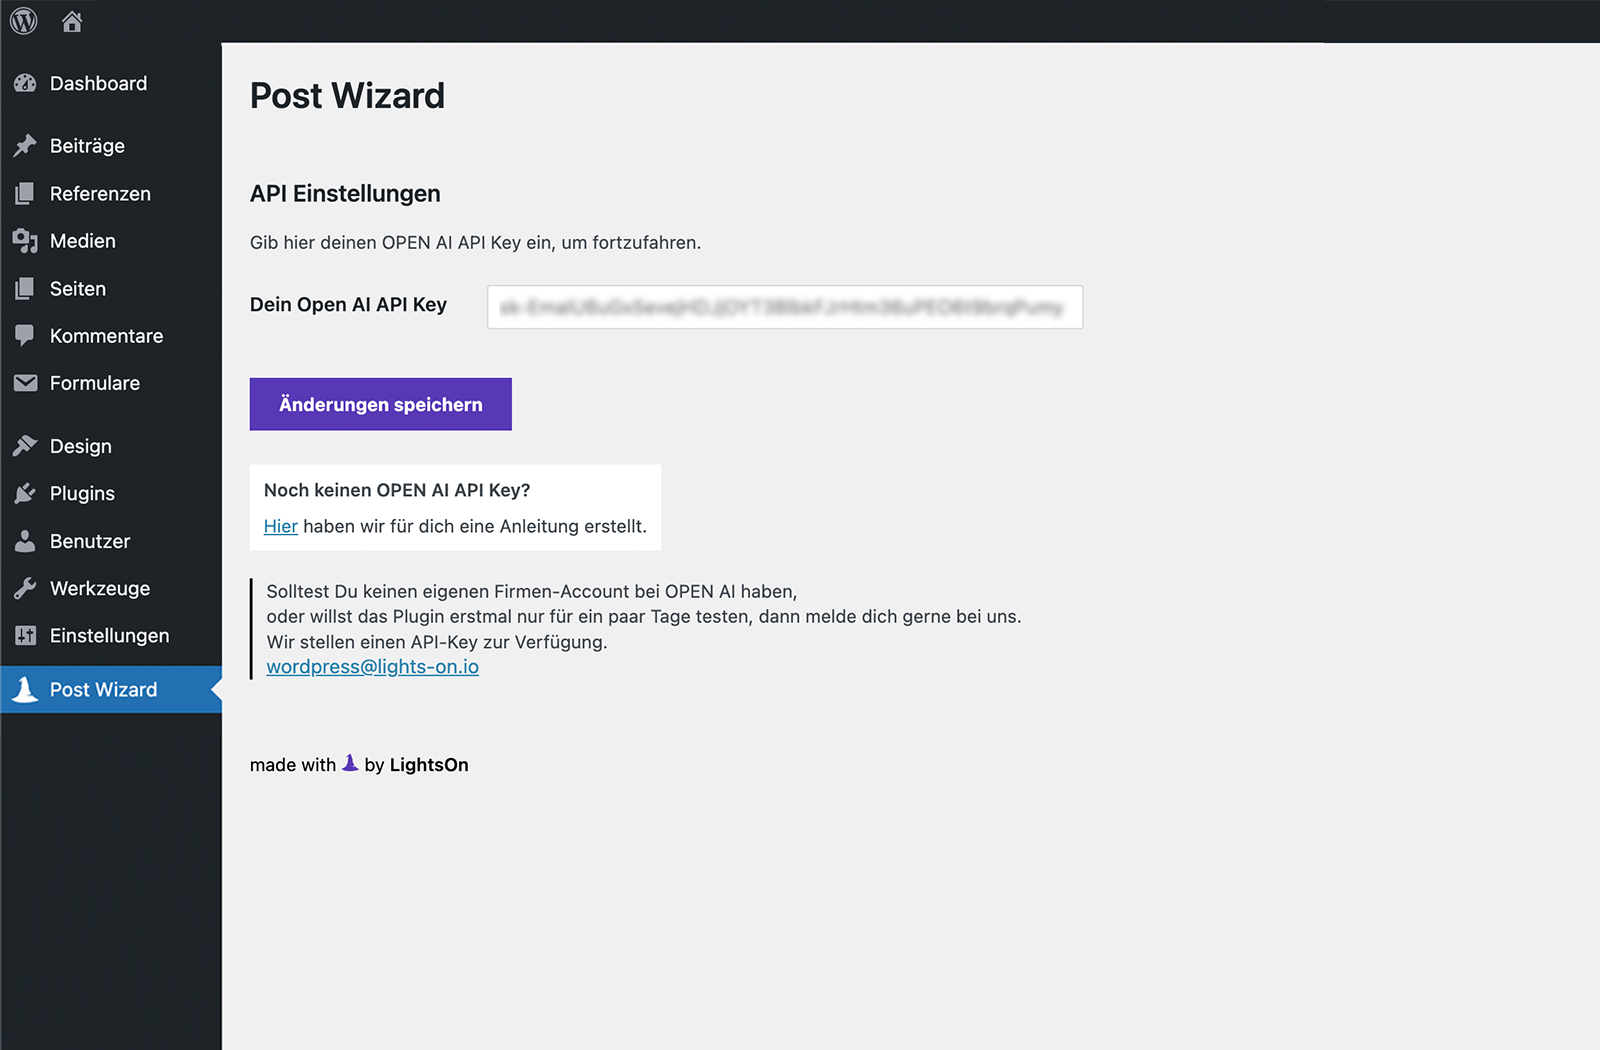 Dashboard
Beiträge
Referenzen
Medien
Seiten
Kommentare
Formulare
Design
Plugins
Benutzer
Werkzeuge
Einstellungen
Post Wizard
Post Wizard
API Einstellungen
Gib hier deinen OPEN AI API Key ein, um fortzufahren.
Dein Open AI API Key
Änderungen speichern
Noch keinen OPEN AI API Key?
Hier haben wir für dich eine Anleitung erstellt.
Solltest Du keinen eigenen Firmen-Account bei OPEN AI haben,
oder willst das Plugin erstmal nur für ein paar Tage testen, dann melde dich gerne bei uns.
Wir stellen einen API-Key zur Verfügung.
wordpress@lights-on.io
made with by LightsOn